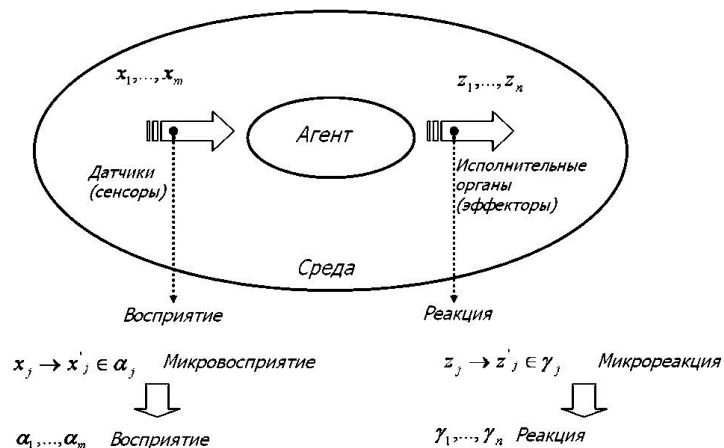 x₁,...,xₘ
z₁,...,zₙ
Агент
Датчики
(сенсоры)
Исполнительные
органы
(эффекторы)
Среда
Восприятие
Реакция
xⱼ → x'ⱼ ∈ αⱼ Микровосприятие
zⱼ → z'ⱼ ∈ γⱼ Микрореакция
α₁,...,αₘ Восприятие
γ₁,...,γₙ Реакция